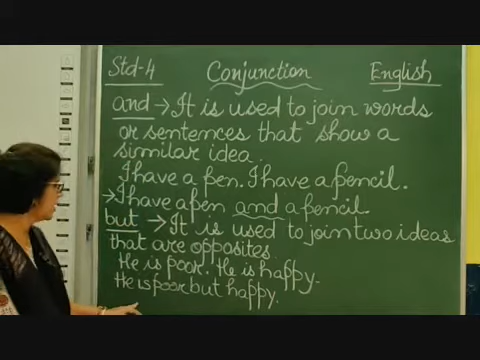 Std-4 Conjunction English
and → It is used to join words
or sentences that show a
similar idea.
I have a pen. I have a pencil.
→ I have a pen and a pencil.
but → It is used to join two ideas
that are opposites.
He is poor. He is happy.
He is poor but happy.